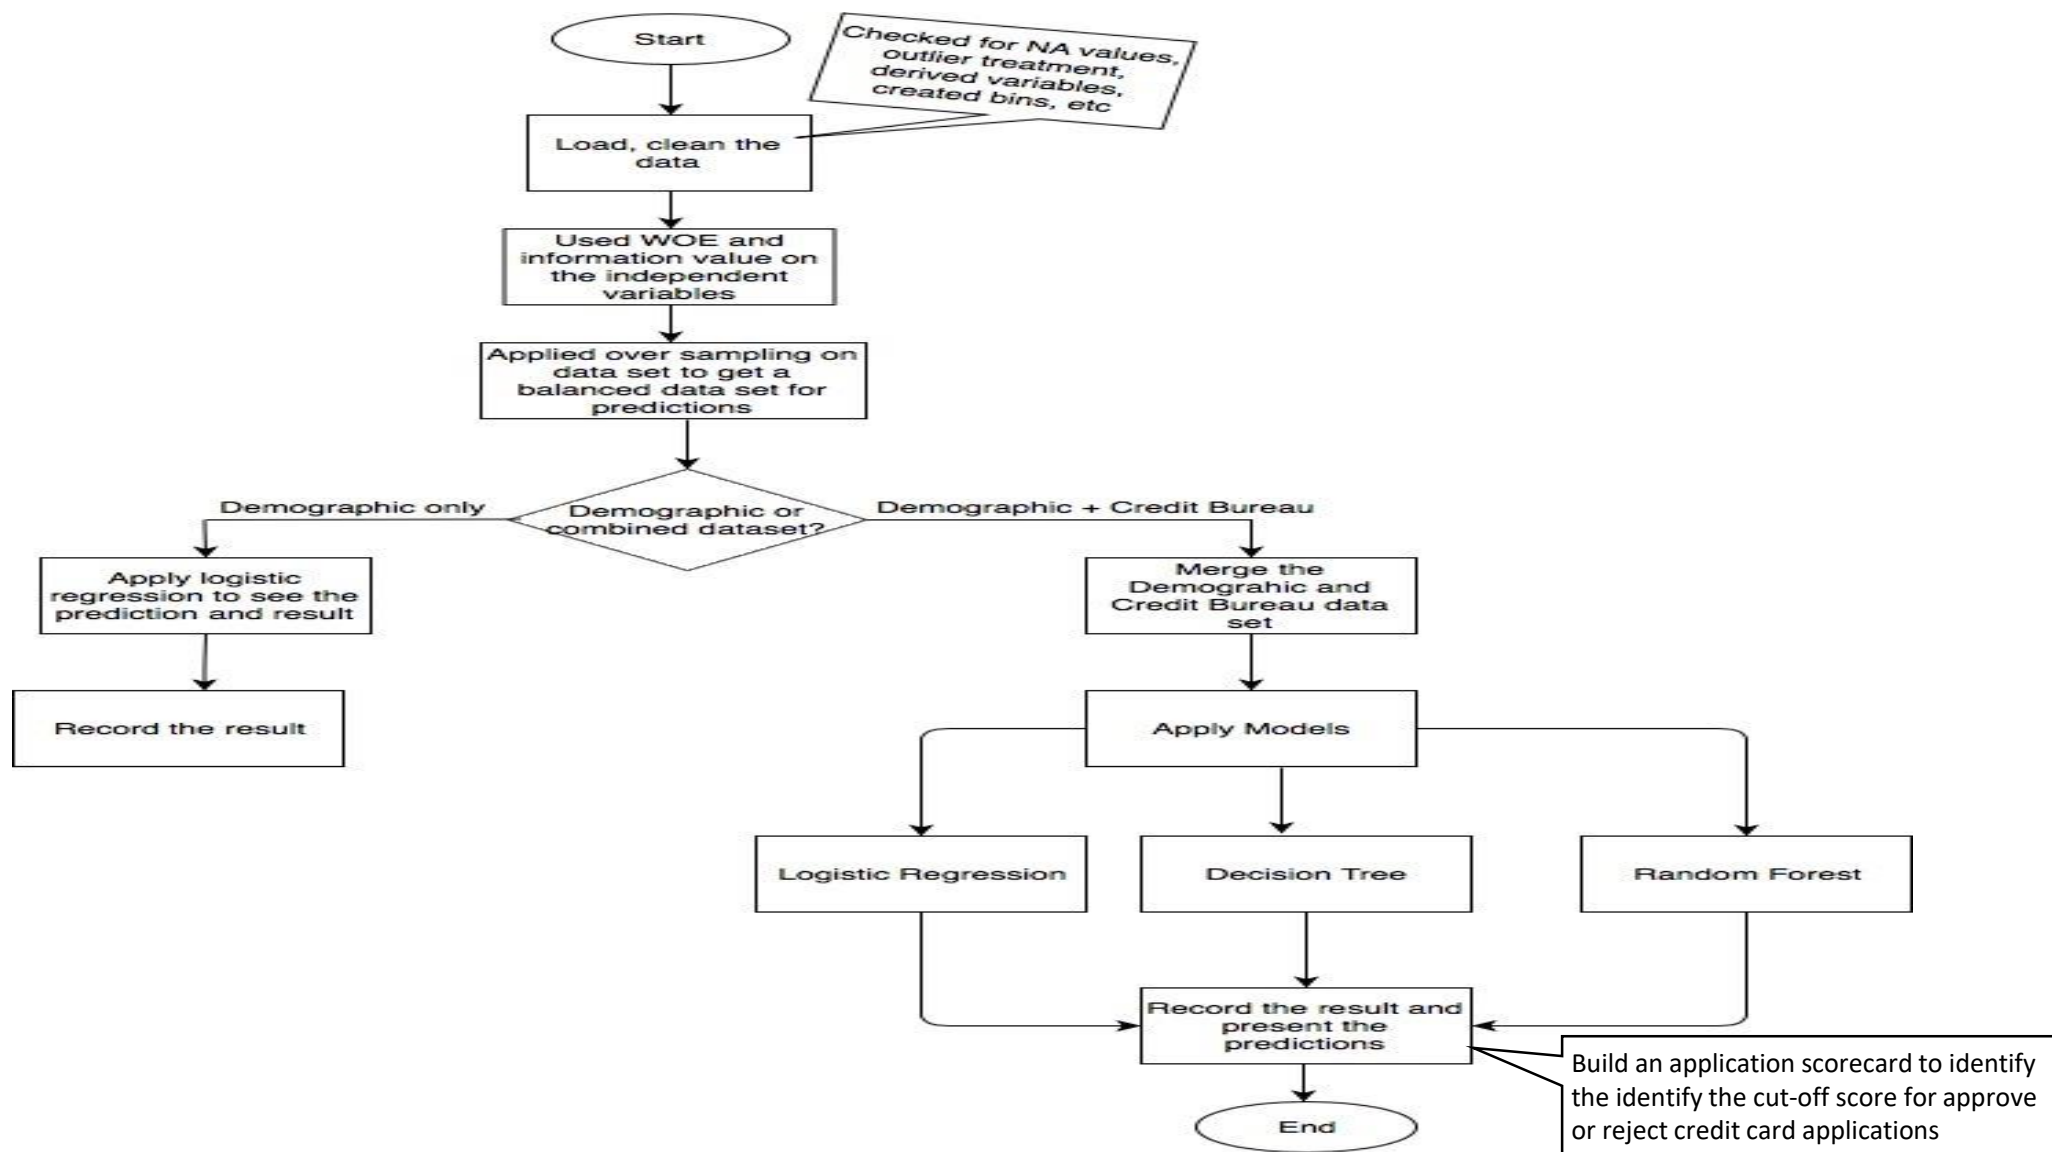 Start
Checked for NA values,
outlier treatment,
derived variables,
created bins, etc
Load, clean the
data
Used WOE and
information value on
the independent
variables
Applied over sampling on
data set to get a
balanced data set for
predictions
Demographic or
combined dataset?
Demographic only
Demographic + Credit Bureau
Apply logistic
regression to see the
prediction and result
Record the result
Merge the
Demograhic and
Credit Bureau data
set
Apply Models
Logistic Regression
Decision Tree
Random Forest
Record the result and
present the
predictions
Build an application scorecard to identify
the identify the cut-off score for approve
or reject credit card applications
End